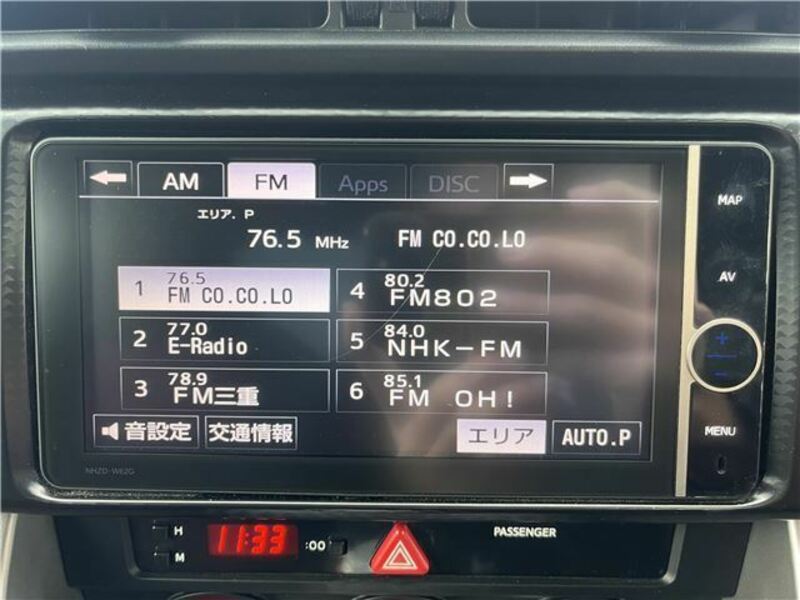 AM FM Apps DISC
MAP
エリア. P
76.5 MHz FM CO.CO.LO
AV
1 76.5 FM CO.CO.LO
4 80.2 FM802
2 77.0 E-Radio
5 84.0 NHK-FM
3 78.9 FM三重
6 85.1 FM OH!
音設定 交通情報 エリア AUTO.P
MENU
NHZD-W62G
H 11:33 :00 PASSENGER
M